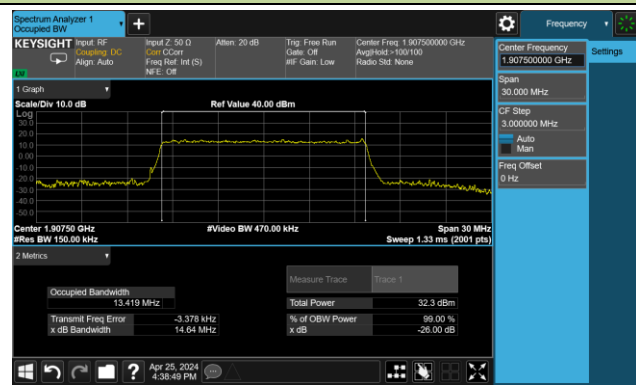 Spectrum Analyzer 1
Occupied BW
+
Frequency
KEYSIGHT
Input: RF
Coupling: DC
Align: Auto
Input Z: 50 Ω
Corr CCorr
Freq Ref: Int (S)
NFE: Off
Atten: 20 dB
Trig: Free Run
Gate: Off
#IF Gain: Low
Center Freq: 1.907500000 GHz
Avg|Hold:>100/100
Radio Std: None
LXI
Center Frequency
1.907500000 GHz
Settings
Span
30.000 MHz
CF Step
3.000000 MHz
Auto
Man
Freq Offset
0 Hz
1 Graph
Scale/Div 10.0 dB
Ref Value 40.00 dBm
Log
30.0
20.0
10.0
0.00
-10.0
-20.0
-30.0
-40.0
-50.0
Center 1.90750 GHz
#Video BW 470.00 kHz
Span 30 MHz
#Res BW 150.00 kHz
Sweep 1.33 ms (2001 pts)
2 Metrics
Measure Trace
Trace 1
Occupied Bandwidth
13.419 MHz
Total Power
32.3 dBm
Transmit Freq Error
-3.378 kHz
% of OBW Power
99.00 %
x dB Bandwidth
14.64 MHz
x dB
-26.00 dB
?
Apr 25, 2024
4:38:49 PM